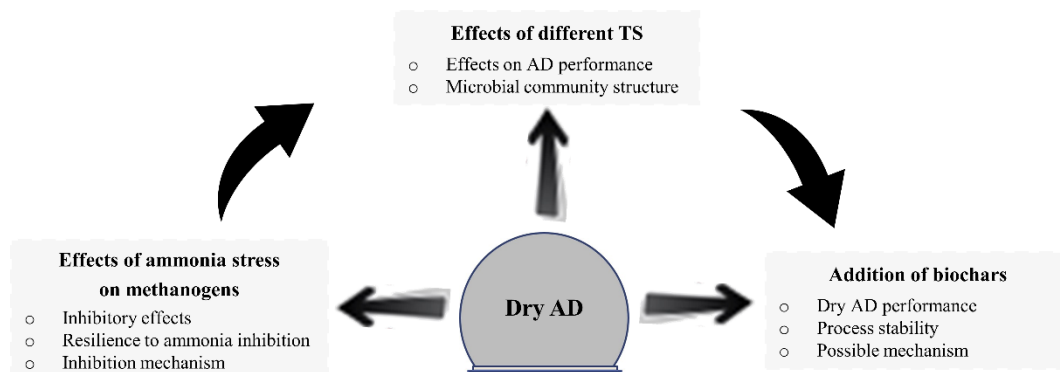 Effects of different TS
o Effects on AD performance
o Microbial community structure
Effects of ammonia stress
on methanogens
o Inhibitory effects
o Resilience to ammonia inhibition
o Inhibition mechanism
Dry AD
Addition of biochars
o Dry AD performance
o Process stability
o Possible mechanism